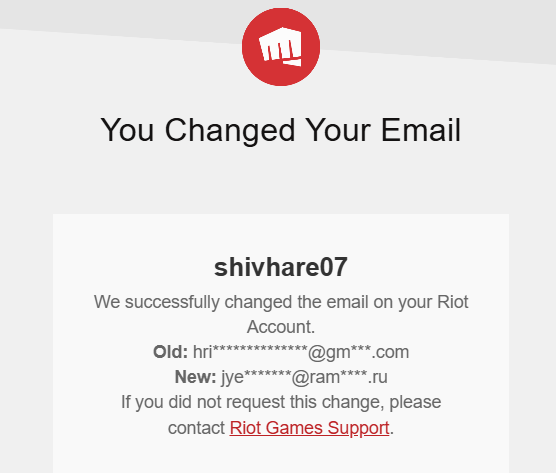 You Changed Your Email
shivhare07
We successfully changed the email on your Riot
Account.
Old: hri**************@gm***.com
New: jye*******@ram****.ru
If you did not request this change, please
contact Riot Games Support.